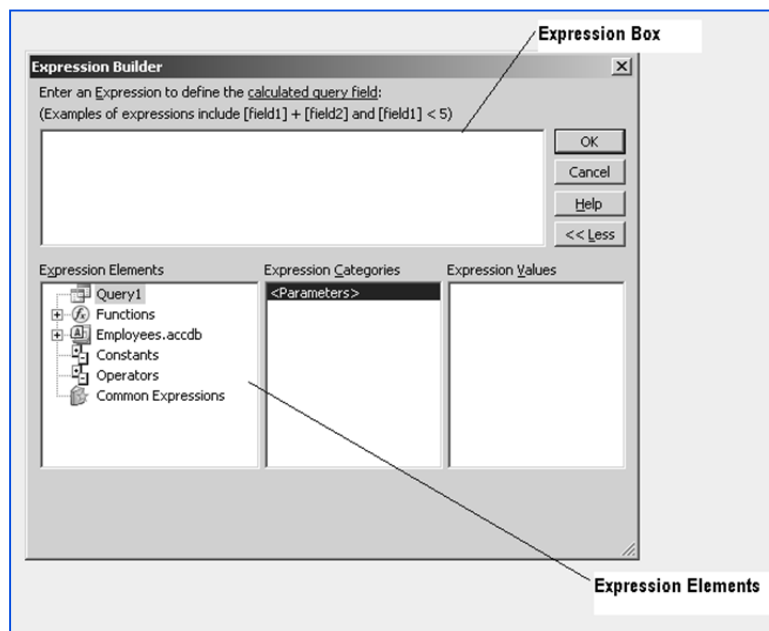 Expression Box
Expression Builder
Enter an Expression to define the calculated query field:
(Examples of expressions include [field1] + [field2] and [field1] < 5)
OK
Cancel
Help
<< Less
Expression Elements
Expression Categories
Expression Values
Query1
<Parameters>
Functions
Employees.accdb
Constants
Operators
Common Expressions
Expression Elements